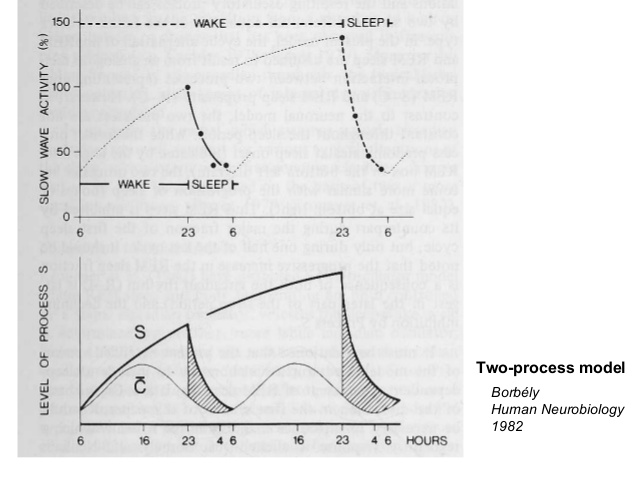 150
WAKE
SLEEP
SLOW WAVE ACTIVITY (%)
100
50
WAKE
SLEEP
0
6
23
6
23
6
LEVEL OF PROCESS S
S
C̅
6
16
23
4
6
16
23
4
6
HOURS
Two-process model
Borbély
Human Neurobiology
1982